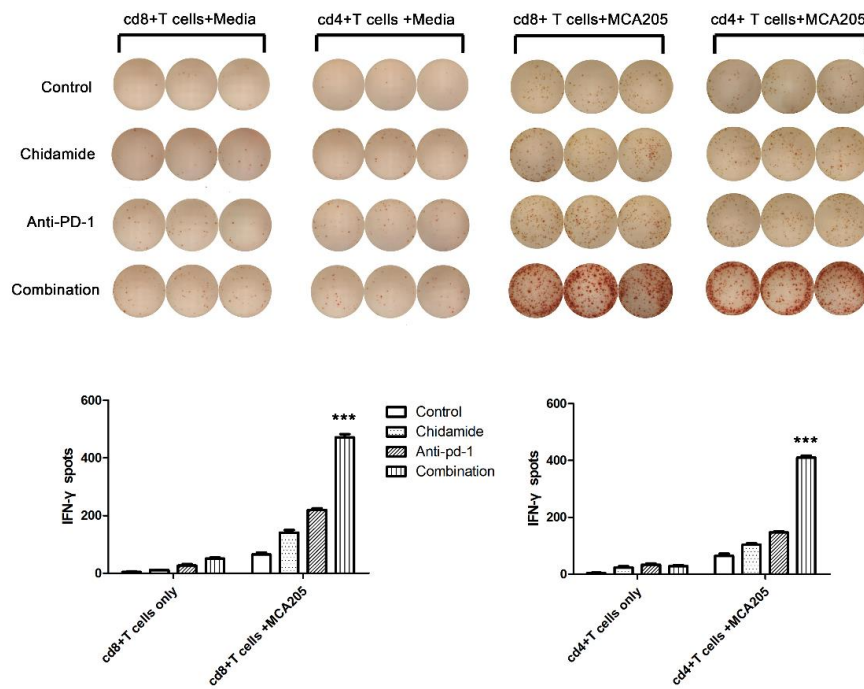 cd8+T cells+Media
cd4+T cells +Media
cd8+ T cells+MCA205
cd4+ T cells+MCA205
Control
Chidamide
Anti-PD-1
Combination
600
400
200
0
IFN-γ spots
***
cd8+T cells only
cd8+T cells +MCA205
Control
Chidamide
Anti-pd-1
Combination
600
400
200
0
IFN-γ spots
***
cd4+T cells only
cd4+T cells +MCA205